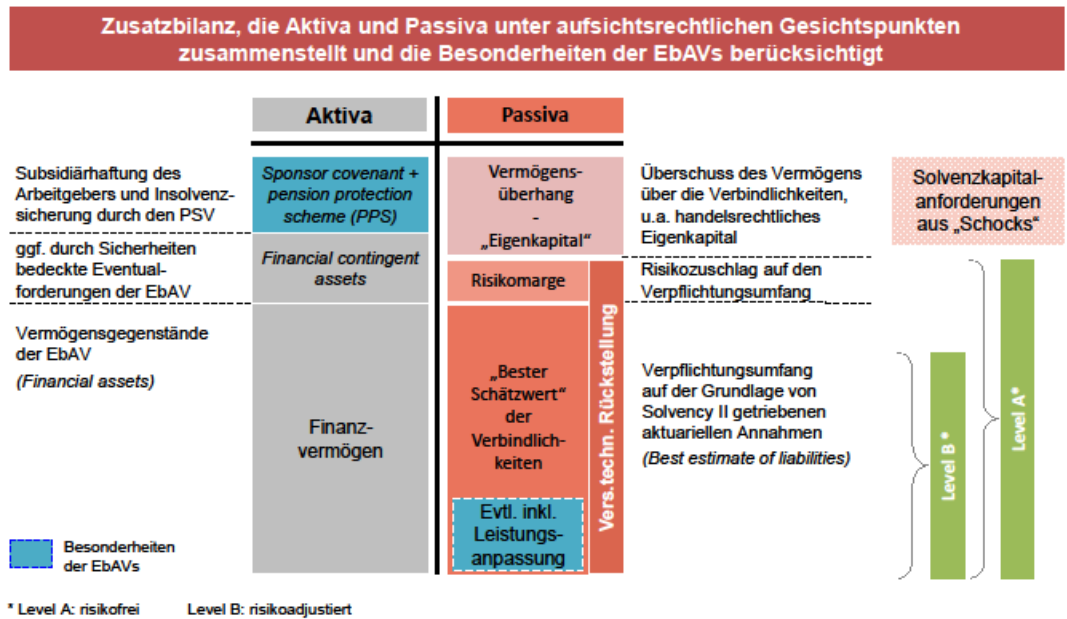 Zusatzbilanz, die Aktiva und Passiva unter aufsichtsrechtlichen Gesichtspunkten
zusammenstellt und die Besonderheiten der EbAVs berücksichtigt
Aktiva
Passiva
Subsidiärhaftung des
Arbeitgebers und Insolvenz-
sicherung durch den PSV
Sponsor covenant +
pension protection
scheme (PPS)
Vermögens-
überhang
-
„Eigenkapital“
Überschuss des Vermögens
über die Verbindlichkeiten,
u.a. handelsrechtliches
Eigenkapital
Solvenzkapital-
anforderungen
aus „Schocks“
ggf. durch Sicherheiten
bedeckte Eventual-
forderungen der EbAV
Financial contingent
assets
Risikomarge
Risikozuschlag auf den
Verpflichtungsumfang
Vermögensgegenstände
der EbAV
(Financial assets)
Finanz-
vermögen
„Bester
Schätzwert“
der
Verbindlich-
keiten
Evtl. inkl.
Leistungs-
anpassung
Vers.techn. Rückstellung
Verpflichtungsumfang
auf der Grundlage von
Solvency II getriebenen
aktuariellen Annahmen
(Best estimate of liabilities)
Level B *
Level A*
Besonderheiten
der EbAVs
* Level A: risikofrei Level B: risikoadjustiert